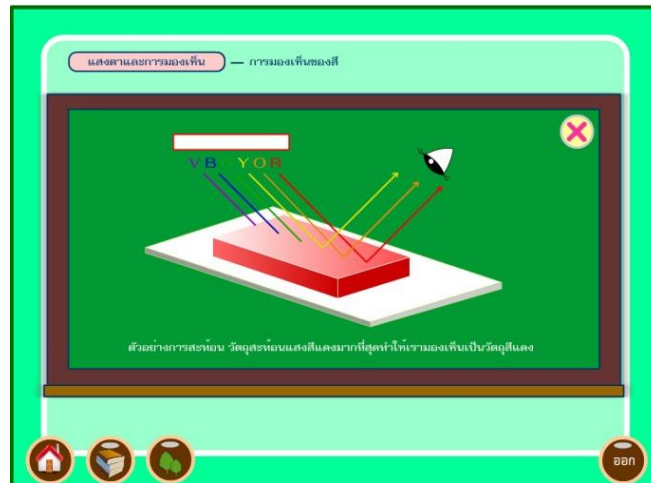 แสงตาและการมองเห็น — การมองเห็นของสี
V B G Y O R
ตัวอย่างการสะท้อน วัตถุสะท้อนแสงสีแดงมากที่สุดทำให้เรามองเห็นเป็นวัตถุสีแดง
ออก